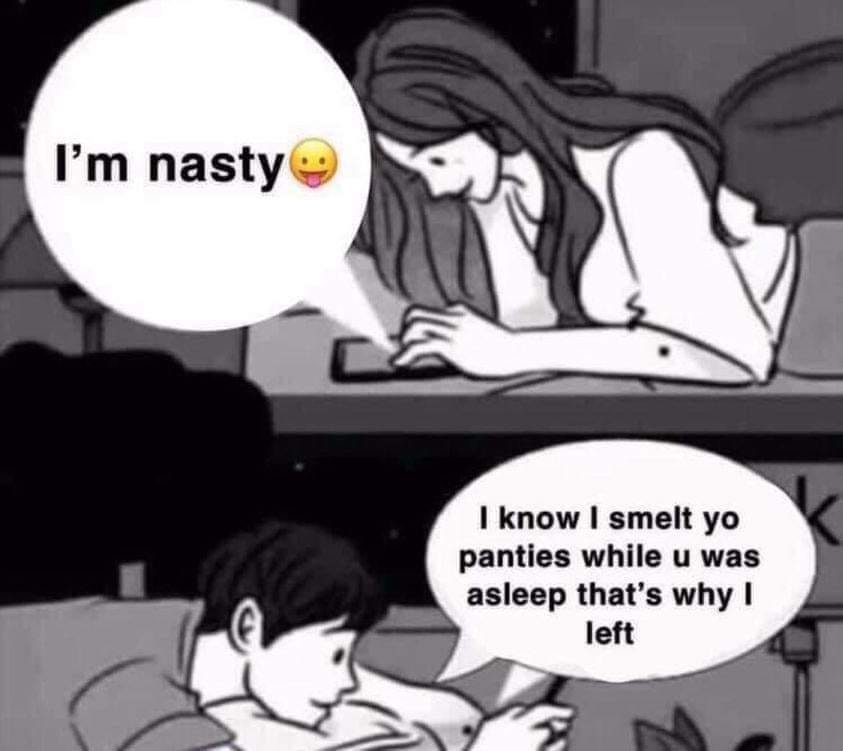 I'm nasty😛
I know I smelt yo
panties while u was
asleep that's why I
left
k